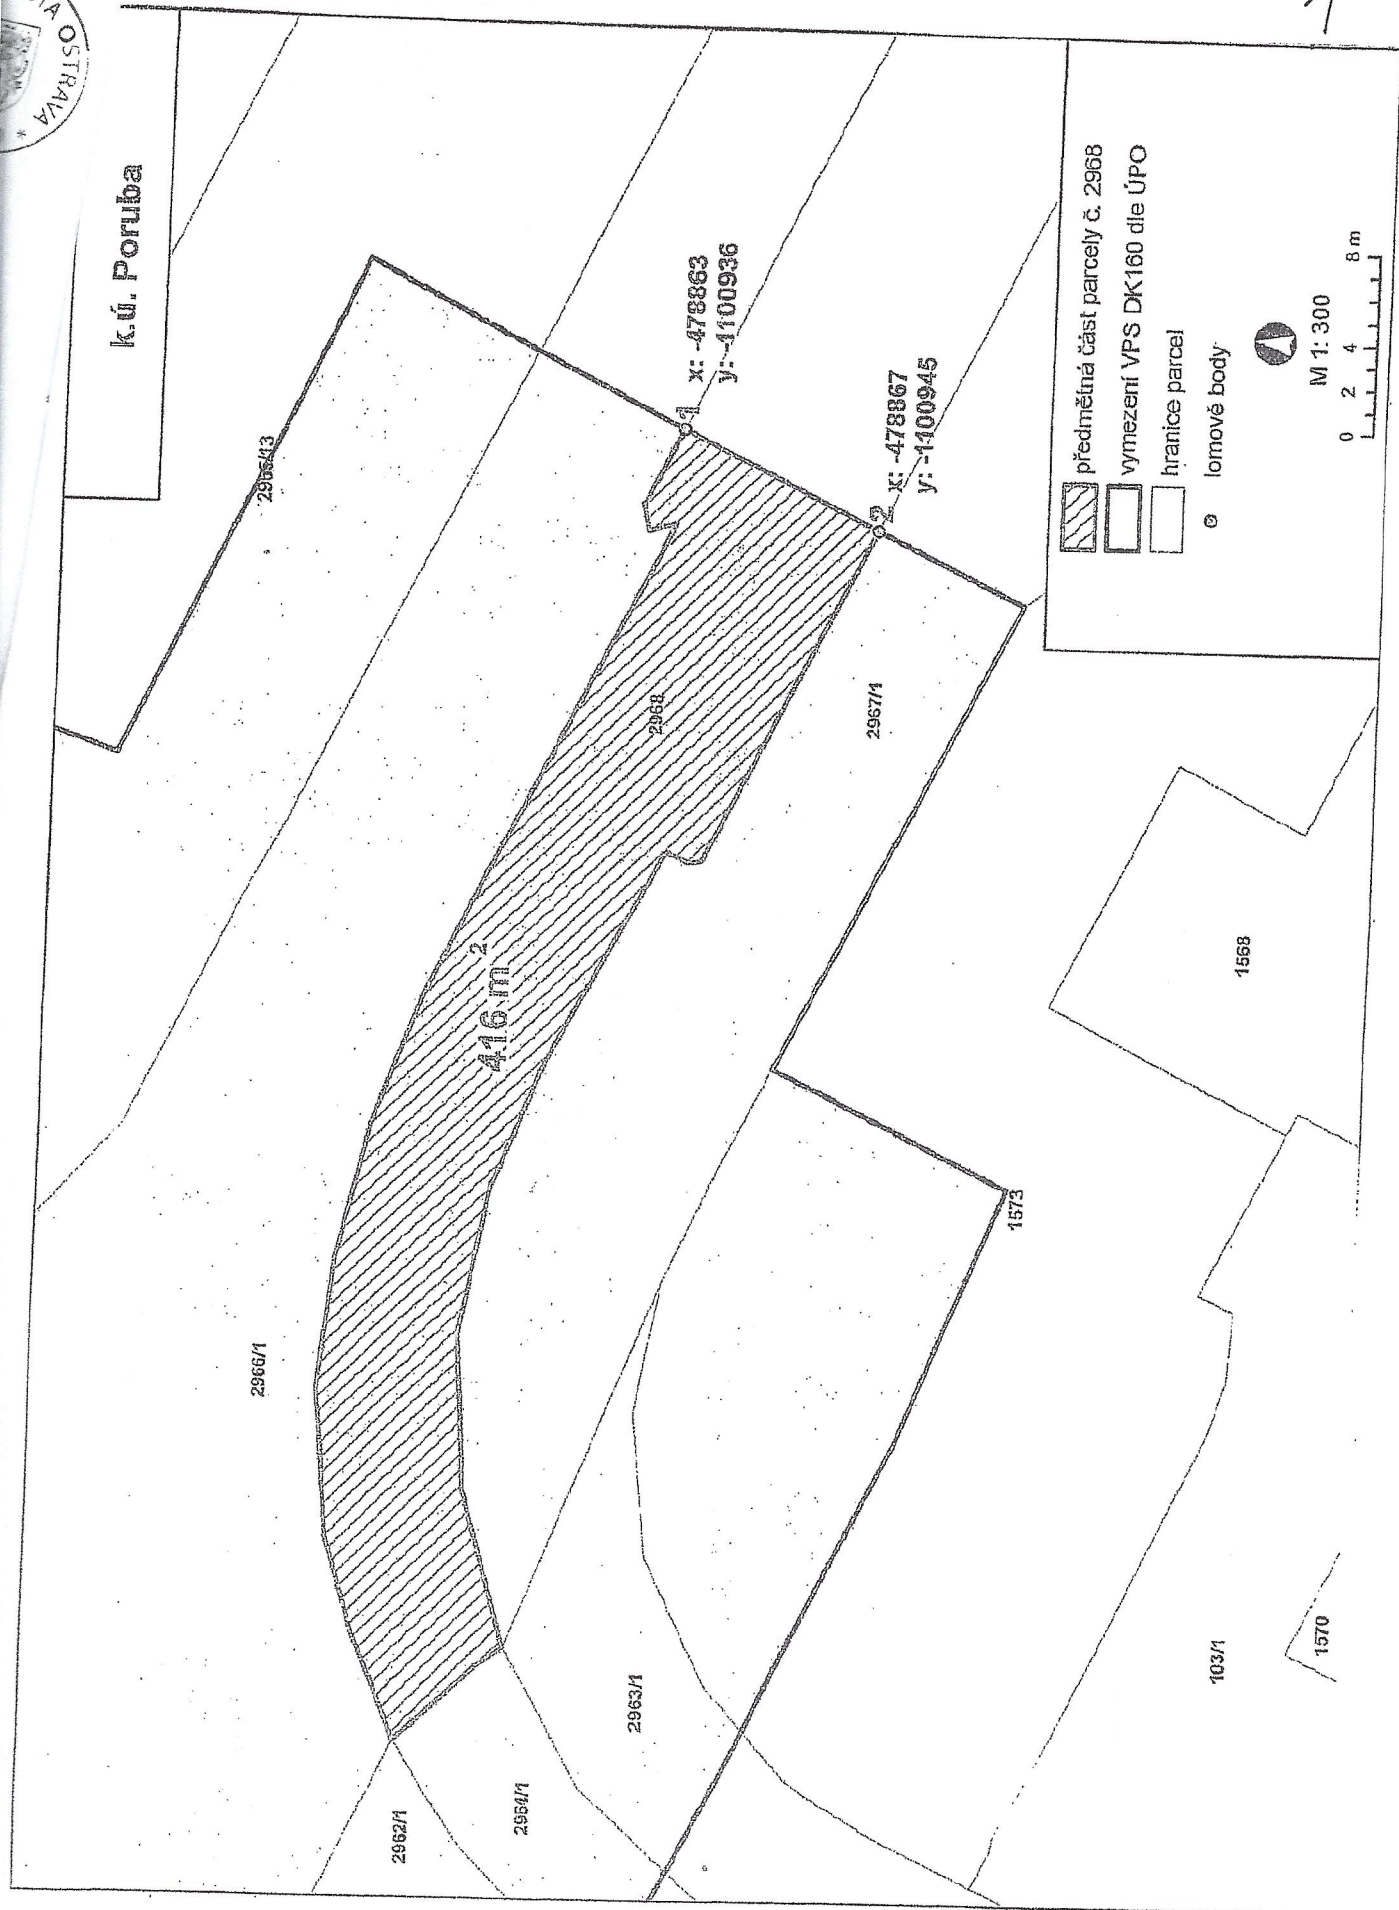 OSTRAVA *
k.ú. Poruba
2966/1
416 m²
2968
2967/1
1
x: -478863
y: -1100936
2
x: -478867
y: -1100945
2962/1
2964/1
2963/1
1573
1568
103/1
1570
předmětná část parcely č. 2968
vymezení VPS DK160 dle ÚPO
hranice parcel
lomové body
M 1: 300
0 2 4 8 m